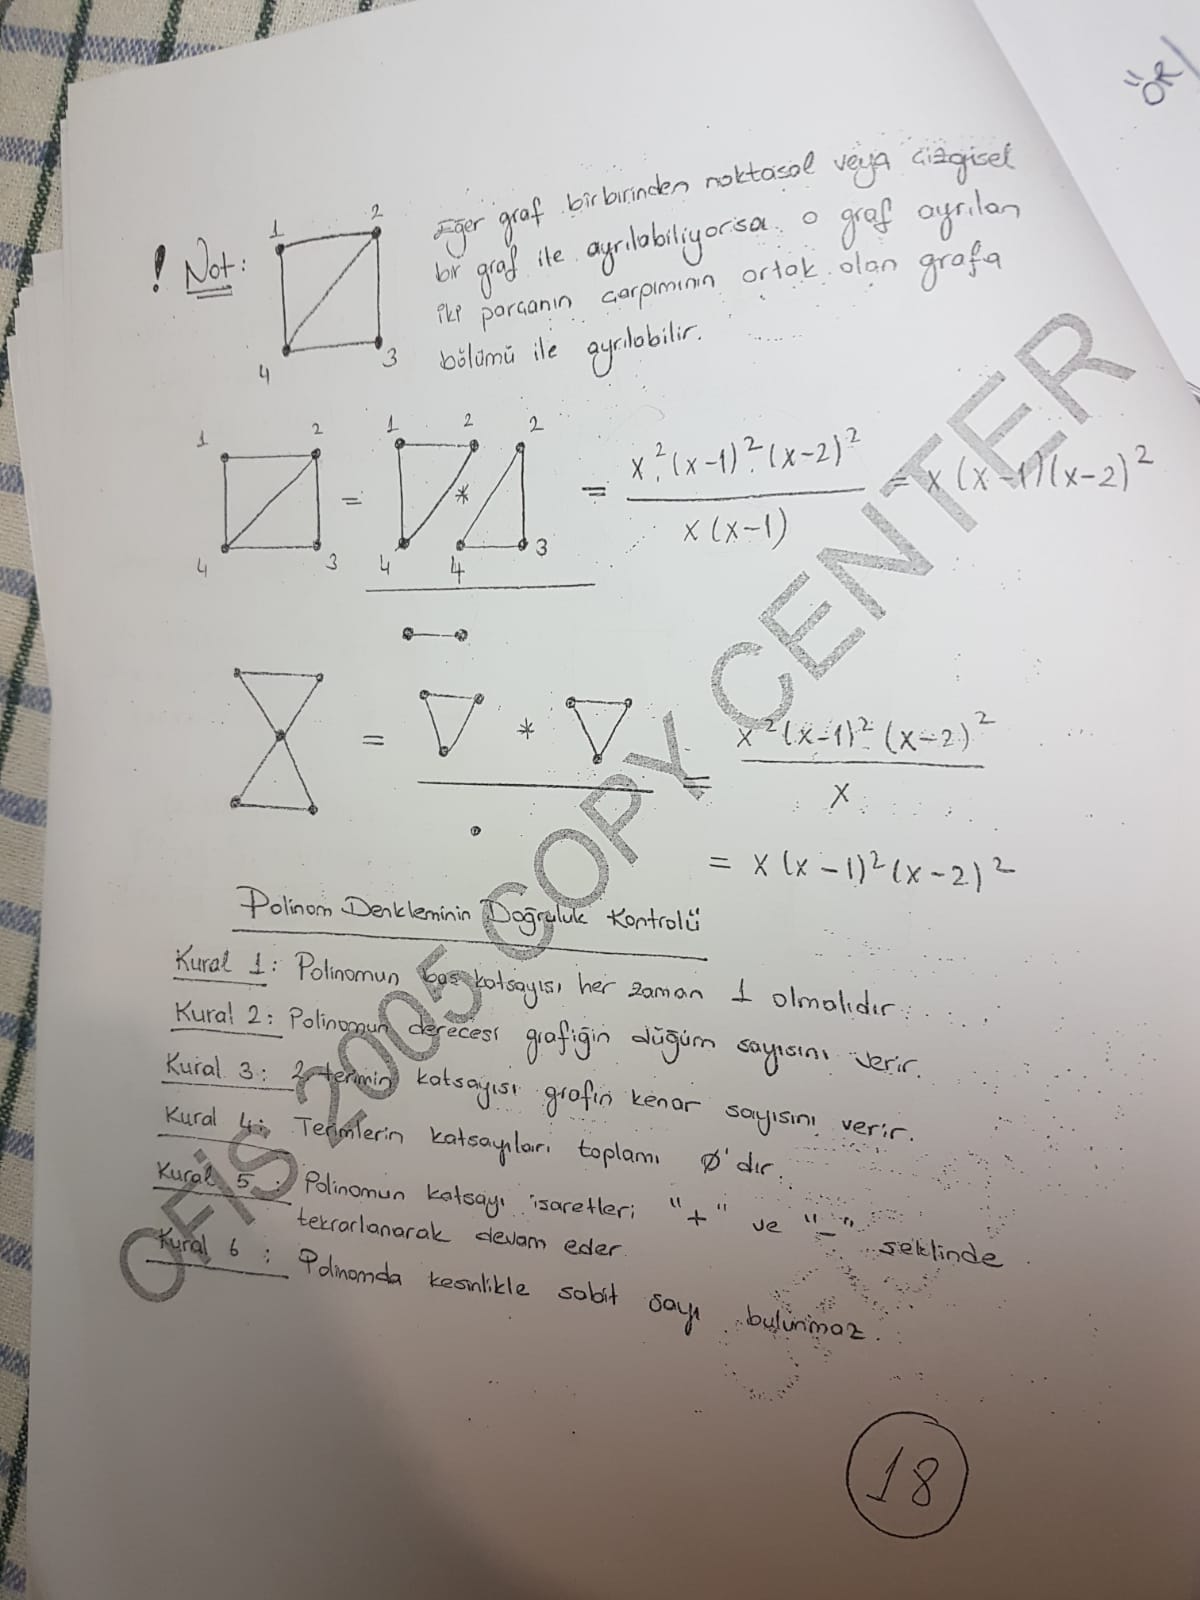 ÖR/
! Not:
1 2
4 3
Eğer graf birbirinden noktasal veya çizgisel
bir graf ile ayrılabiliyorsa o graf ayrılan
iki parçanın çarpımının ortak olan grafa
bölümü ile ayrılabilir.
1 2 1 2 2
= * = x².(x-1)².(x-2)² / x(x-1) = x(x-1)(x-2)²
4 3 4 4 3
= * = x²(x-1)².(x-2)² / x
= x(x-1)²(x-2)²
Polinom Denkleminin Doğruluk Kontrolü
Kural 1: Polinomun baş katsayısı her zaman 1 olmalıdır.
Kural 2: Polinomun derecesi grafiğin düğüm sayısını verir.
Kural 3: 2. terimin katsayısı grafın kenar sayısını verir.
Kural 4: Terimlerin katsayıları toplamı Ø'dır.
Kural 5: Polinomun katsayı işaretleri "+" ve "-" şeklinde
tekrarlanarak devam eder.
Kural 6: Polinomda kesinlikle sabit sayı bulunmaz.
OFİS 2005 COPY CENTER
18